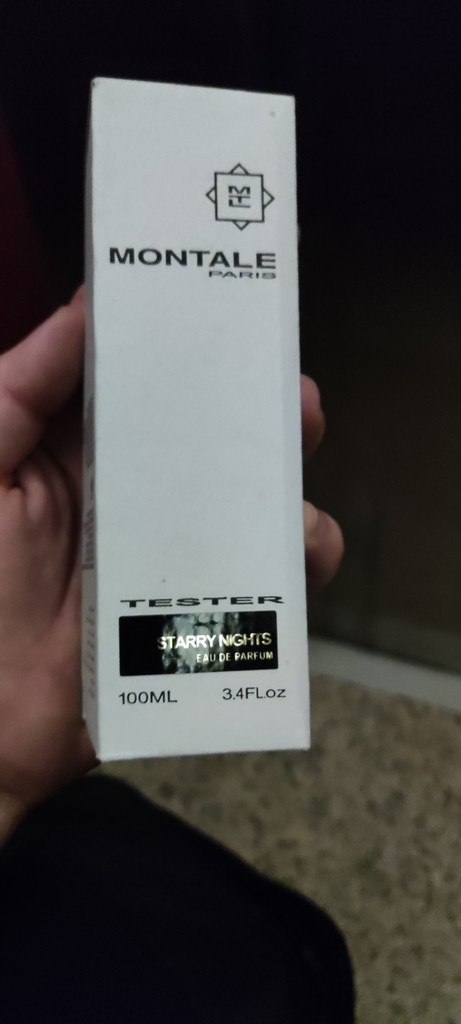 MONTALE
PARIS
TESTER
STARRY NIGHTS
EAU DE PARFUM
100ML 3.4FL.oz